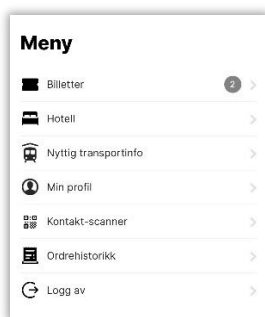 Meny
Billetter 2
Hotell
Nyttig transportinfo
Min profil
Kontakt-scanner
Ordrehistorikk
Logg av